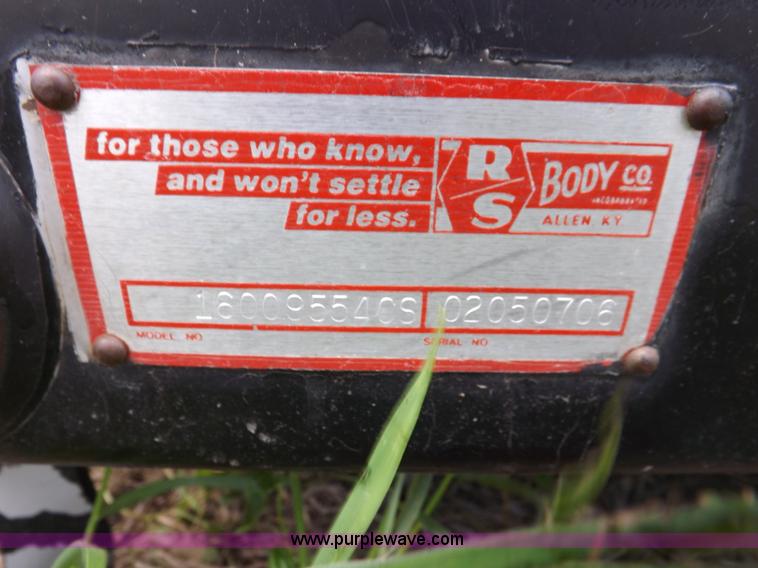 for those who know,
and won't settle
for less.
R/S
BODY CO.
INCORPORATED
ALLEN, KY
16009554CS 02050706
MODEL NO. SERIAL NO
www.purplewave.com